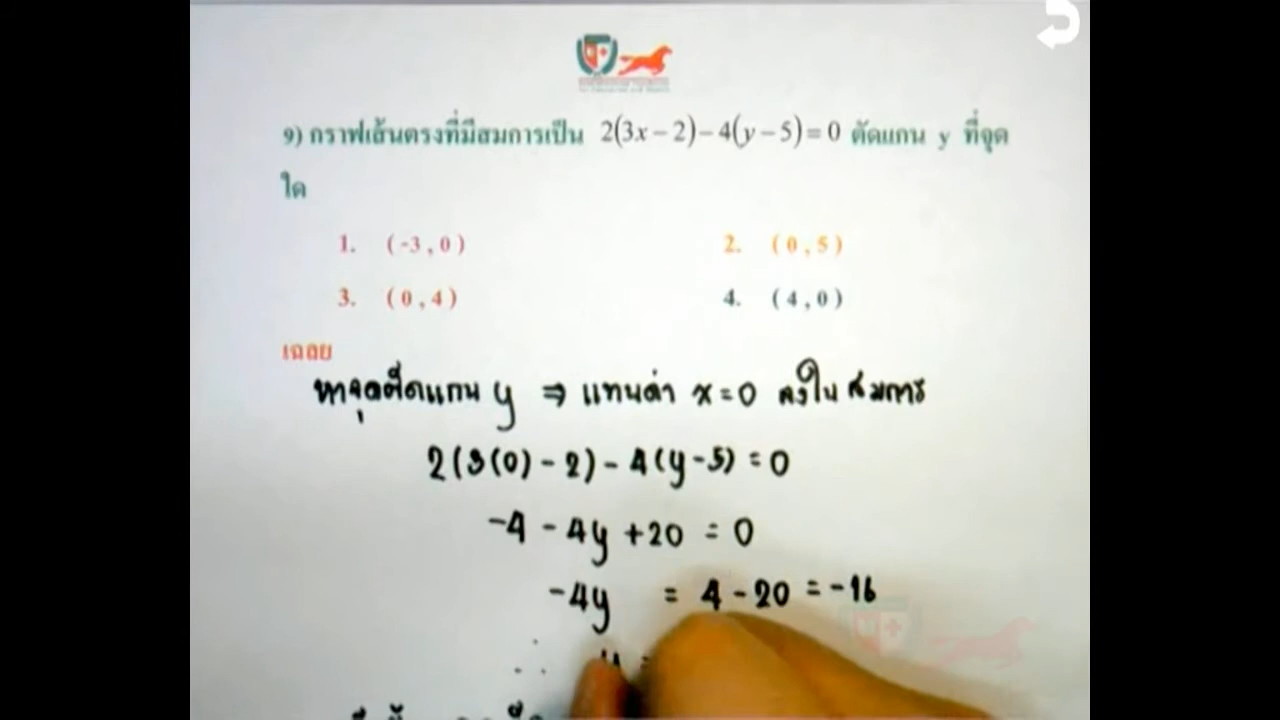 9) กราฟเส้นตรงที่มีสมการเป็น 2(3x−2)−4(y−5)=0 ตัดแกน y ที่จุด
ใด
1. (-3,0) 2. (0,5)
3. (0,4) 4. (4,0)
เฉลย
หาจุดตัดแกน y ⇒ แทนค่า x=0 ลงใน สมการ
2(3(0)-2)-4(y-5)=0
-4-4y+20=0
-4y = 4-20=-16